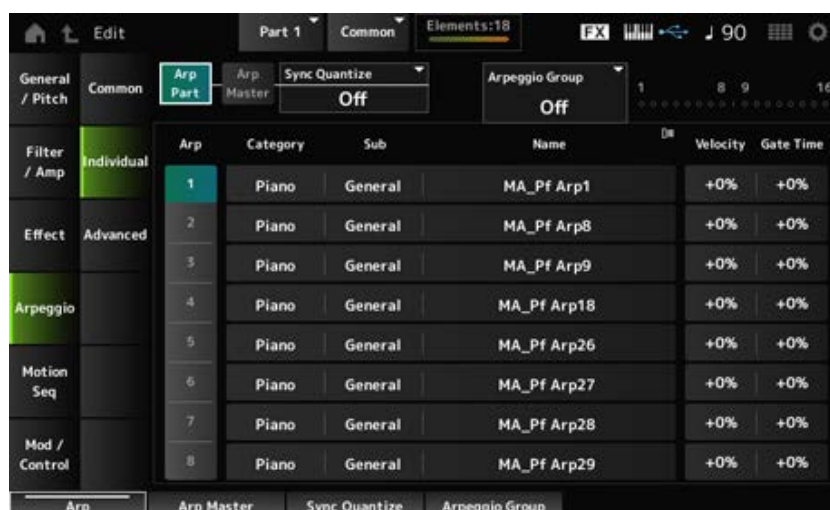 Edit
Part 1
Common
Elements:18
FX
♩ 90
General / Pitch
Common
Arp Part
Arp Master
Sync Quantize
Off
Arpeggio Group
Off
1 8 9 16
Filter / Amp
Individual
Arp Category Sub Name Velocity Gate Time
1 Piano General MA_Pf Arp1 +0% +0%
Effect
Advanced
2 Piano General MA_Pf Arp8 +0% +0%
3 Piano General MA_Pf Arp9 +0% +0%
Arpeggio
4 Piano General MA_Pf Arp18 +0% +0%
5 Piano General MA_Pf Arp26 +0% +0%
Motion Seq
6 Piano General MA_Pf Arp27 +0% +0%
7 Piano General MA_Pf Arp28 +0% +0%
Mod / Control
8 Piano General MA_Pf Arp29 +0% +0%
Arp
Arp Master
Sync Quantize
Arpeggio Group